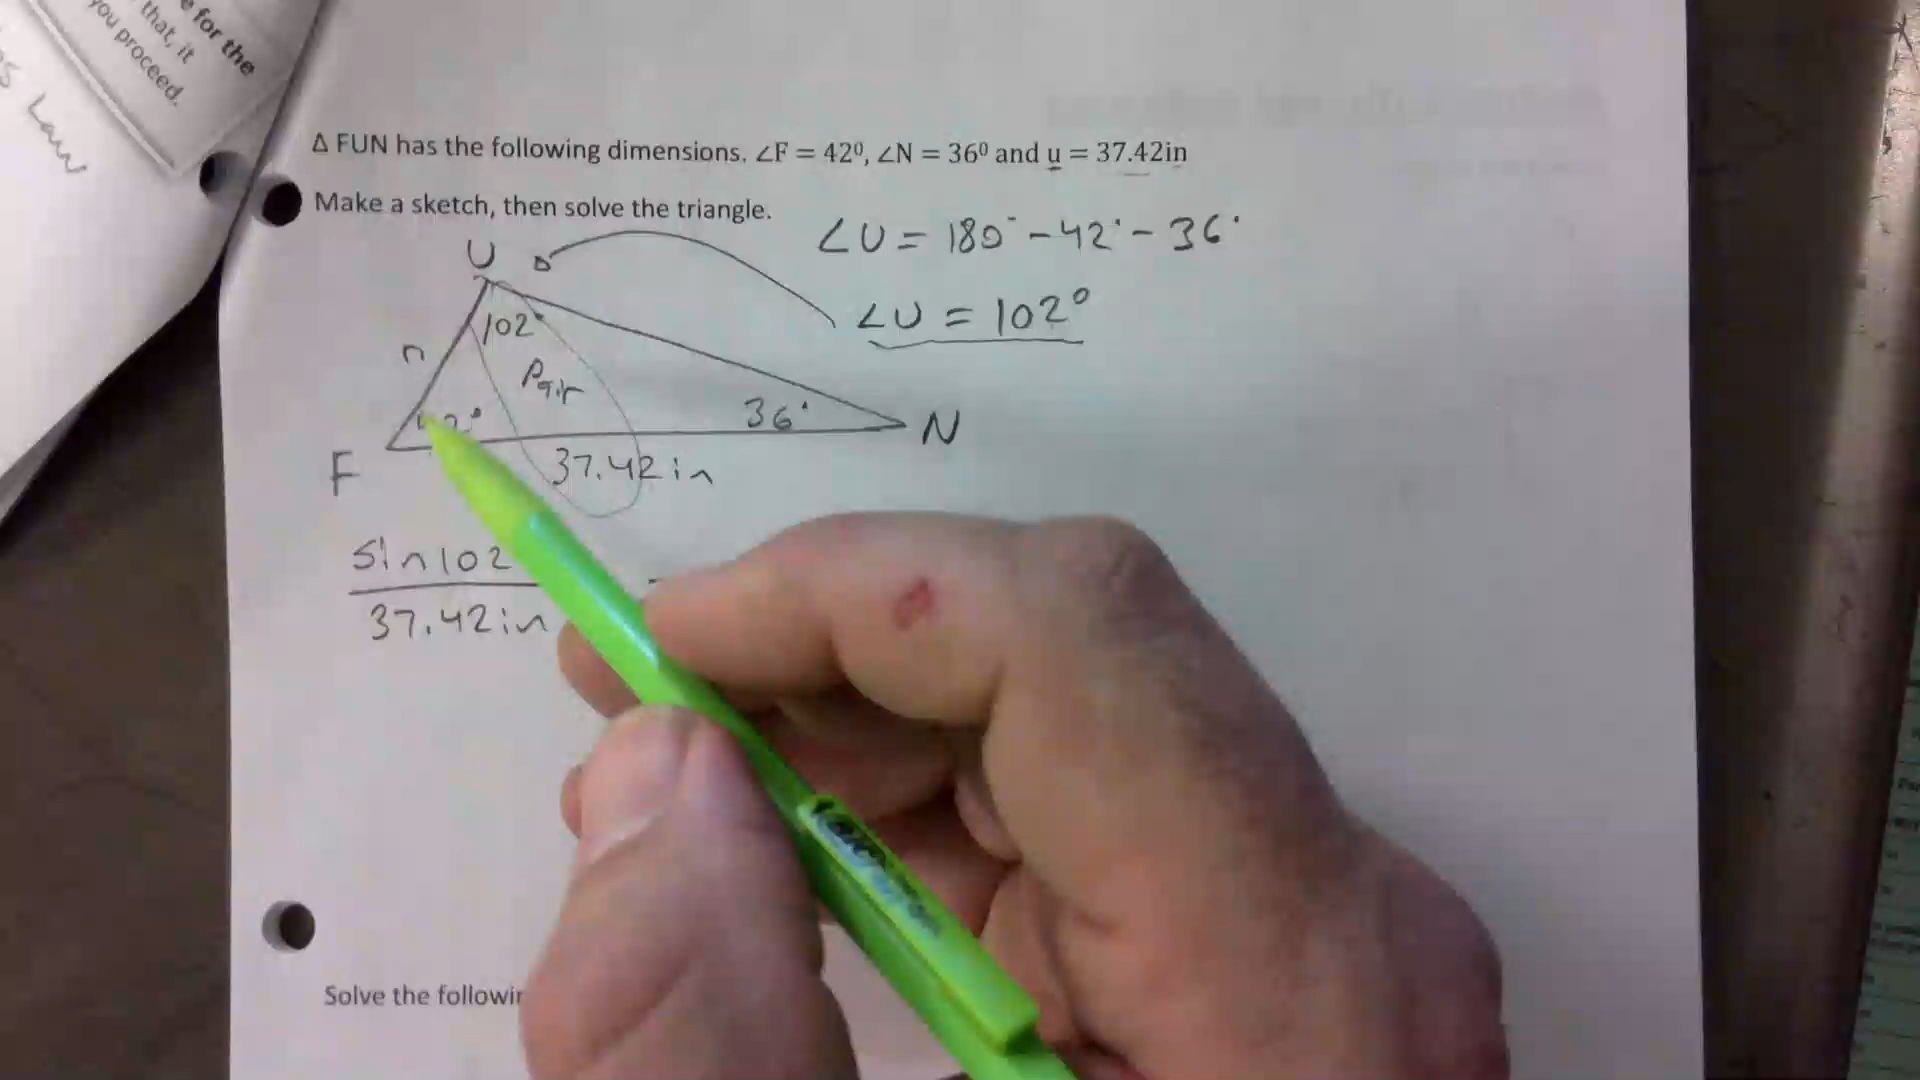 e for the
that, it
you proceed.
Law
Δ FUN has the following dimensions. ∠F = 42⁰, ∠N = 36⁰ and u = 37.42in
Make a sketch, then solve the triangle.
∠U = 180° - 42° - 36°
∠U = 102°
U
102°
n
Pair
36°
N
F
37.42in
sin 102
37.42in
BIC
Solve the followin